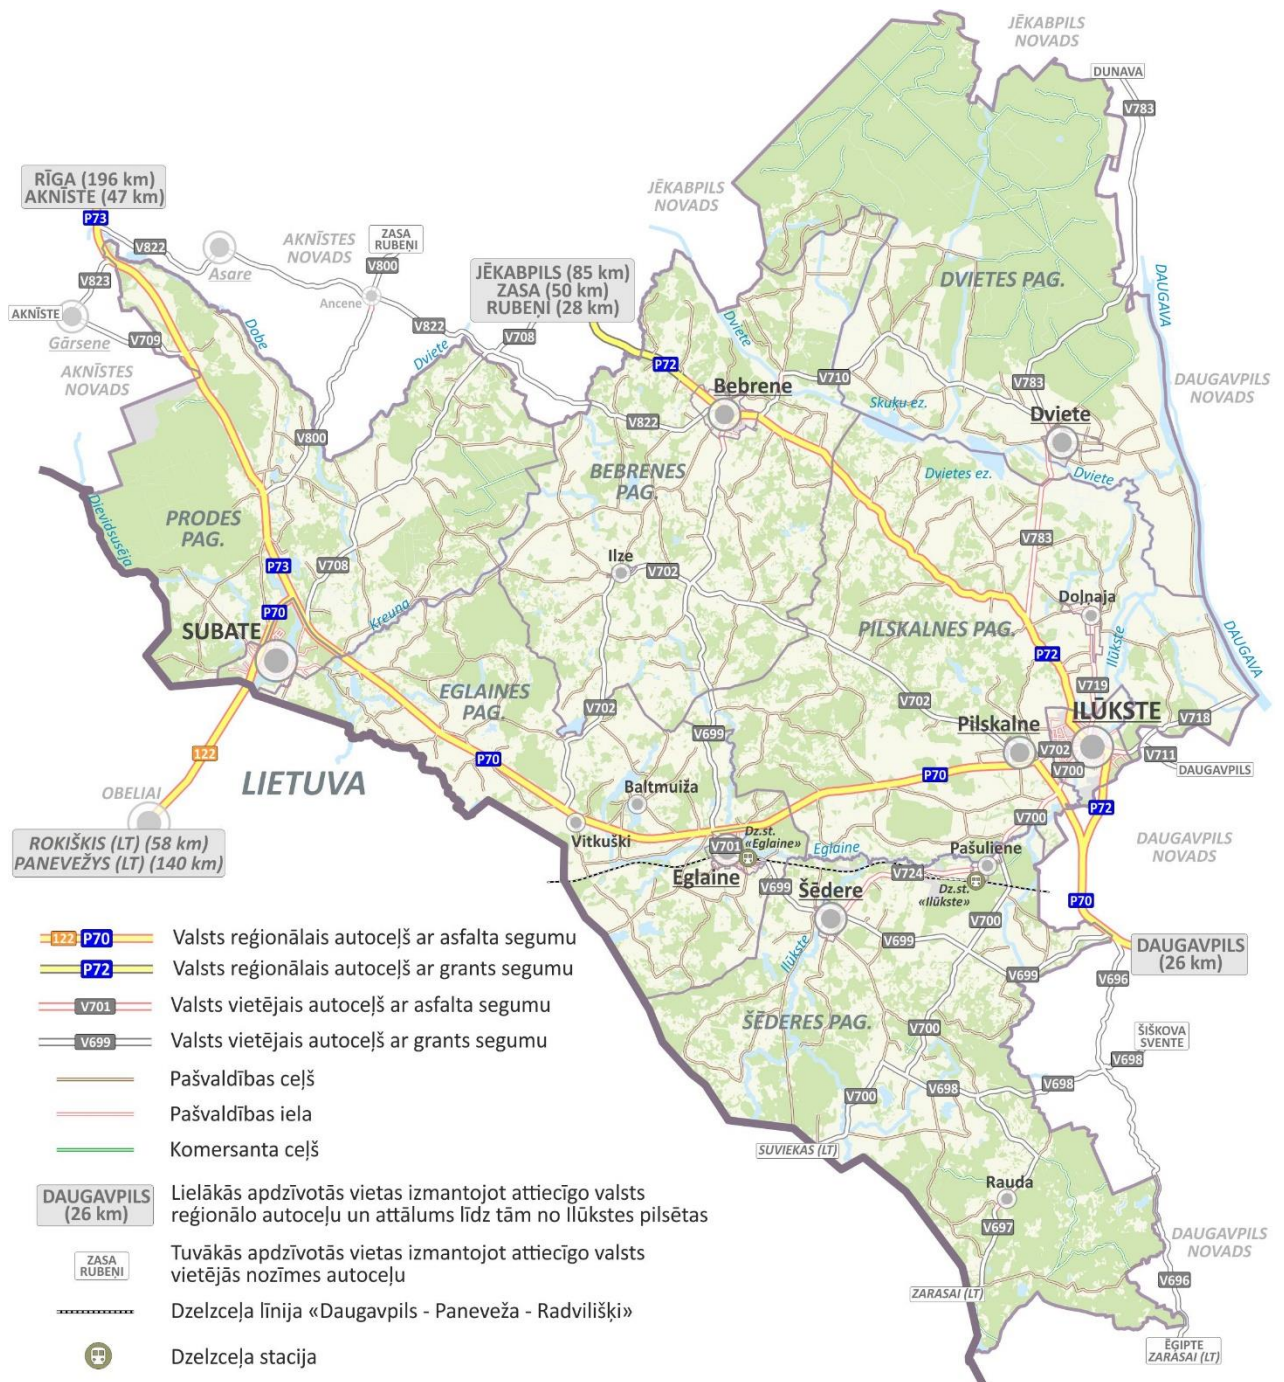 JĒKABPILS
NOVADS
DUNAVA
V783
RĪGA (196 km)
AKNĪSTE (47 km)
P73
V822
Asare
AKNĪSTES
NOVADS
ZASA
RUBEŅI
V800
JĒKABPILS
NOVADS
V823
AKNĪSTE
Gārsene
V709
AKNĪSTES
NOVADS
Dobe
Ancene
V822
Dviete
V708
JĒKABPILS (85 km)
ZASA (50 km)
RUBEŅI (28 km)
P72
Dviete
Bebrene
V822
V710
DVIETES PAG.
DAUGAVA
DAUGAVPILS
NOVADS
V783
Skuķu ez.
Dviete
Dvietes ez.
Dviete
V800
BEBRENES
PAG.
Dievidsusēja
PRODES
PAG.
P73
V708
P70
SUBATE
Kreuna
Ilze
V702
V783
Doļnaja
PILSKALNES PAG.
Ilūkste
P72
DAUGAVA
V719
EGLAINES
PAG.
V702
V699
V702
Pilskalne
ILŪKSTE
V702
V700
V718
V711
DAUGAVPILS
122
LIETUVA
P70
P70
OBELIAI
ROKIŠKIS (LT) (58 km)
PANEVEŽYS (LT) (140 km)
Baltmuiža
Vitkuški
V701
Dz.st.
«Eglaine»
Eglaine
Eglaine
V700
P72
Pašuliene
DAUGAVPILS
NOVADS
V699
Šēdere
V724
Dz.st.
«Ilūkste»
V700
P70
Ilūkste
V699
V699
DAUGAVPILS
(26 km)
V696
ŠĒDERES PAG.
V700
ŠIŠKOVA
SVENTE
V698
V700
V698
V698
SUVIEKAS (LT)
Rauda
V697
DAUGAVPILS
NOVADS
ZARASAI (LT)
V696
ĒĢIPTE
ZARASAI (LT)
122 P70 Valsts reģionālais autoceļš ar asfalta segumu
P72 Valsts reģionālais autoceļš ar grants segumu
V701 Valsts vietējais autoceļš ar asfalta segumu
V699 Valsts vietējais autoceļš ar grants segumu
Pašvaldības ceļš
Pašvaldības iela
Komersanta ceļš
DAUGAVPILS
(26 km)
Lielākās apdzīvotās vietas izmantojot attiecīgo valsts
reģionālo autoceļu un attālums līdz tām no Ilūkstes pilsētas
ZASA
RUBEŅI
Tuvākās apdzīvotās vietas izmantojot attiecīgo valsts
vietējās nozīmes autoceļu
Dzelzceļa līnija «Daugavpils - Paneveža - Radvilišķi»
Dzelzceļa stacija